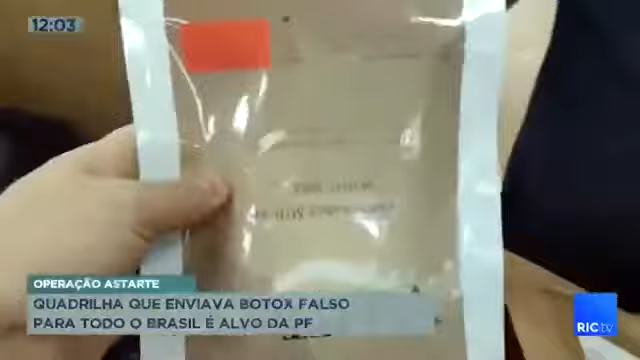 12:03
OPERAÇÃO ASTARTE
QUADRILHA QUE ENVIAVA BOTOX FALSO
PARA TODO O BRASIL É ALVO DA PF
RIC tv